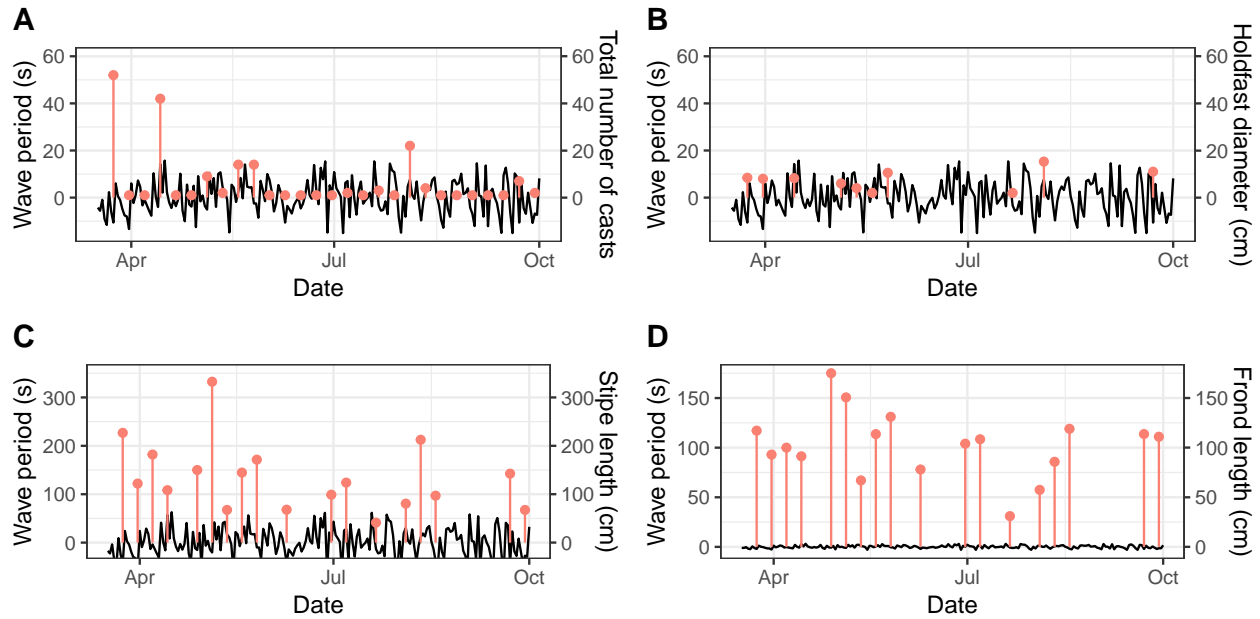 A
Wave period (s)
60
40
20
0
60
40
20
0
Total number of casts
Apr
Jul
Oct
Date
B
Wave period (s)
60
40
20
0
60
40
20
0
Holdfast diameter (cm)
Apr
Jul
Oct
Date
C
Wave period (s)
300
200
100
0
300
200
100
0
Stipe length (cm)
Apr
Jul
Oct
Date
D
Wave period (s)
150
100
50
0
150
100
50
0
Frond length (cm)
Apr
Jul
Oct
Date